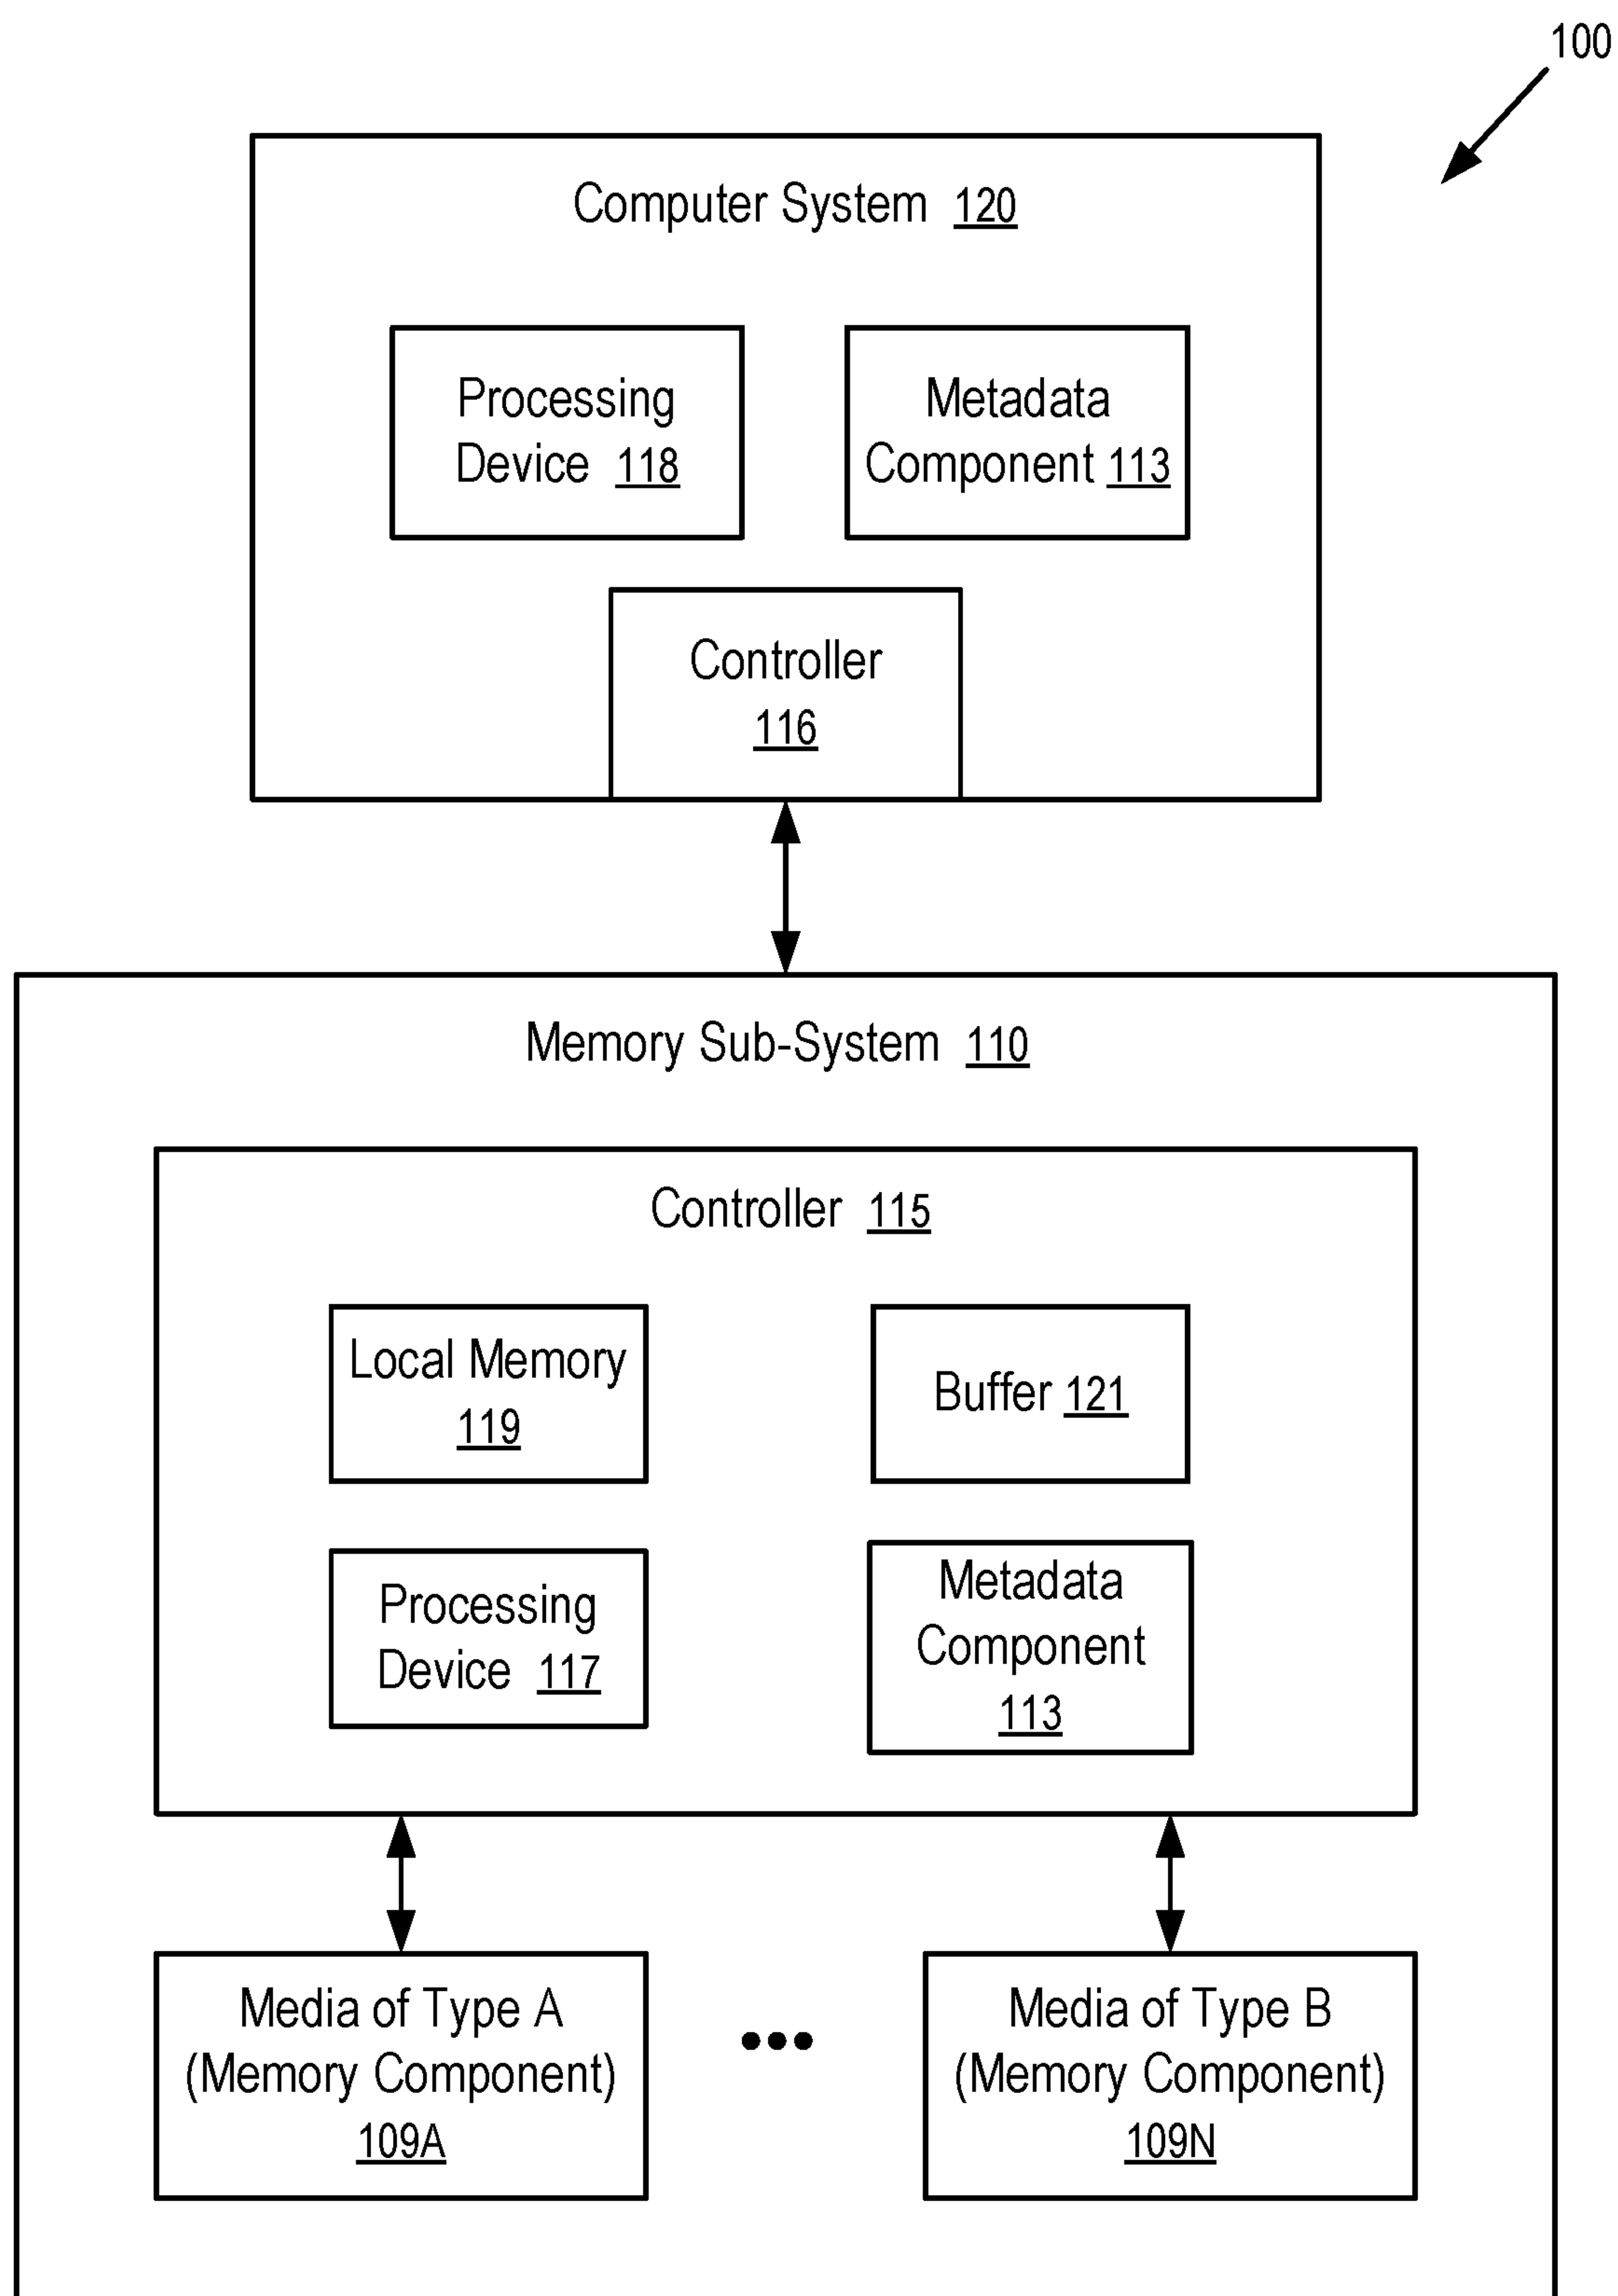 100
Computer System 120
Processing
Device 118
Metadata
Component 113
Controller
116
Memory Sub-System 110
Controller 115
Local Memory
119
Buffer 121
Processing
Device 117
Metadata
Component
113
Media of Type A
(Memory Component)
109A
Media of Type B
(Memory Component)
109N